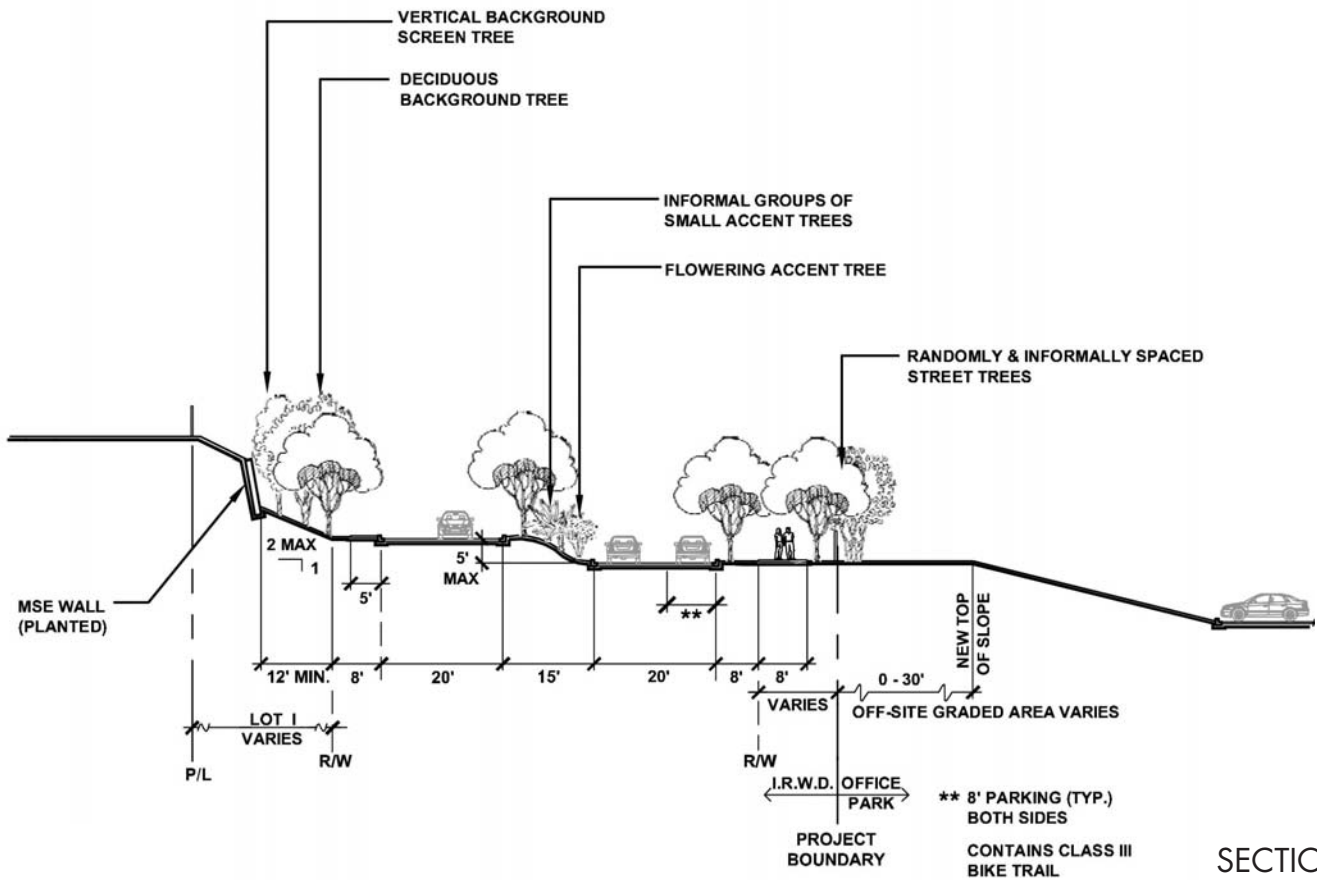 VERTICAL BACKGROUND
SCREEN TREE
DECIDUOUS
BACKGROUND TREE
INFORMAL GROUPS OF
SMALL ACCENT TREES
FLOWERING ACCENT TREE
RANDOMLY & INFORMALLY SPACED
STREET TREES
MSE WALL
(PLANTED)
2 MAX
1
5'
5'
MAX
**
NEW TOP
OF SLOPE
12' MIN.
8'
20'
15'
20'
8'
8'
0 - 30'
VARIES
OFF-SITE GRADED AREA VARIES
LOT I
VARIES
P/L
R/W
R/W
I.R.W.D.
OFFICE
PARK
PROJECT
BOUNDARY
** 8' PARKING (TYP.)
BOTH SIDES
CONTAINS CLASS III
BIKE TRAIL
SECTIO